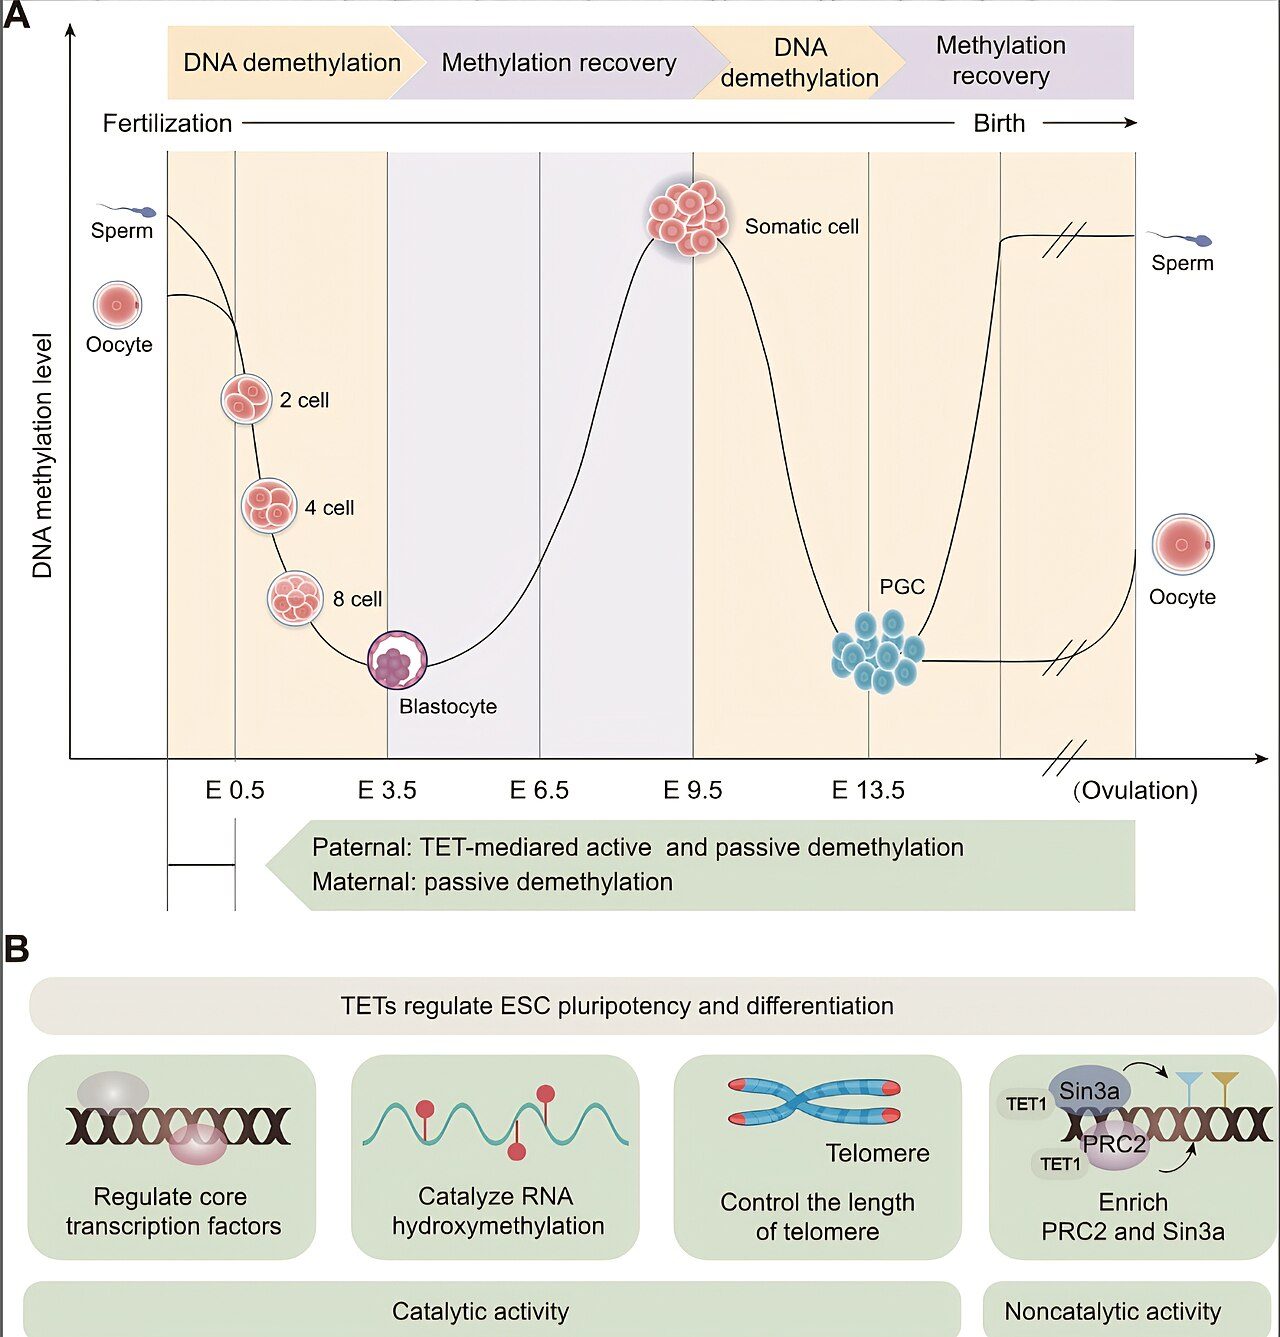 A
DNA demethylation
Methylation recovery
DNA
demethylation
Methylation
recovery
Fertilization
Birth
Sperm
Oocyte
DNA methylation level
2 cell
4 cell
8 cell
Blastocyte
Somatic cell
PGC
Sperm
Oocyte
E 0.5
E 3.5
E 6.5
E 9.5
E 13.5
(Ovulation)
Paternal: TET-mediared active and passive demethylation
Maternal: passive demethylation
B
TETs regulate ESC pluripotency and differentiation
Regulate core
transcription factors
Catalyze RNA
hydroxymethylation
Telomere
Control the length
of telomere
TET1
Sin3a
PRC2
TET1
Enrich
PRC2 and Sin3a
Catalytic activity
Noncatalytic activity